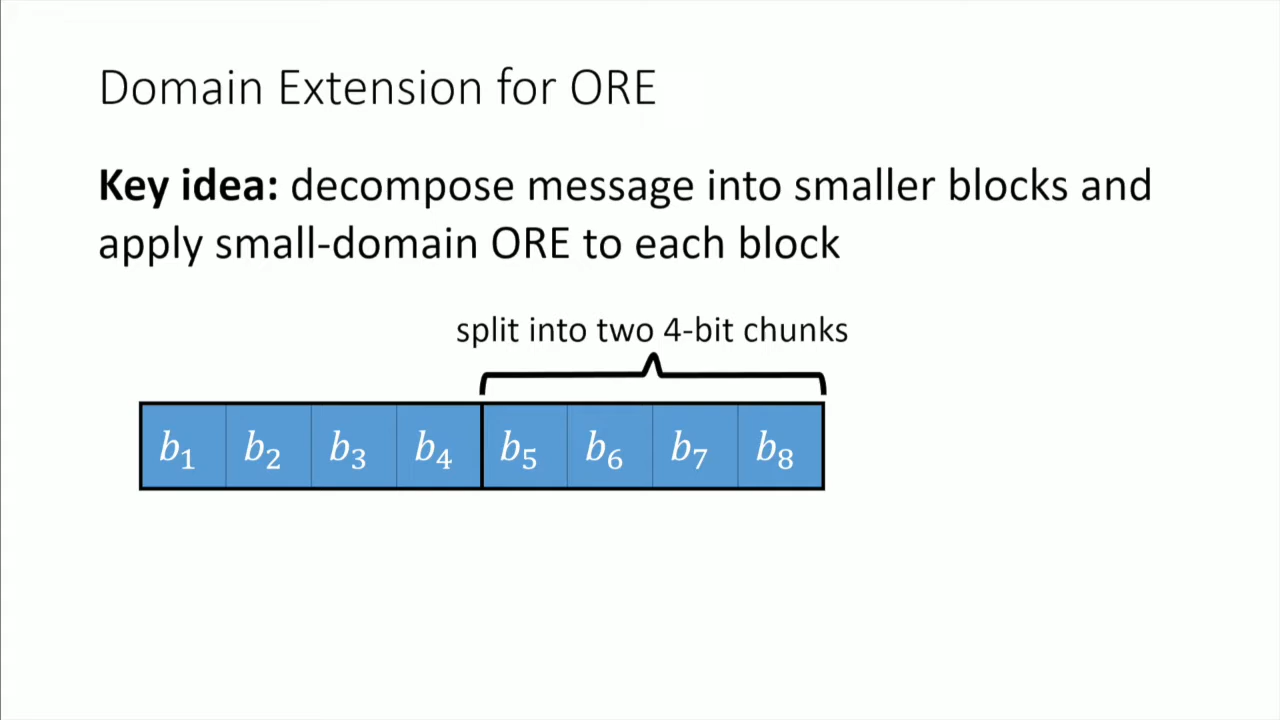 Domain Extension for ORE
Key idea: decompose message into smaller blocks and
apply small-domain ORE to each block
split into two 4-bit chunks
b₁ b₂ b₃ b₄ b₅ b₆ b₇ b₈